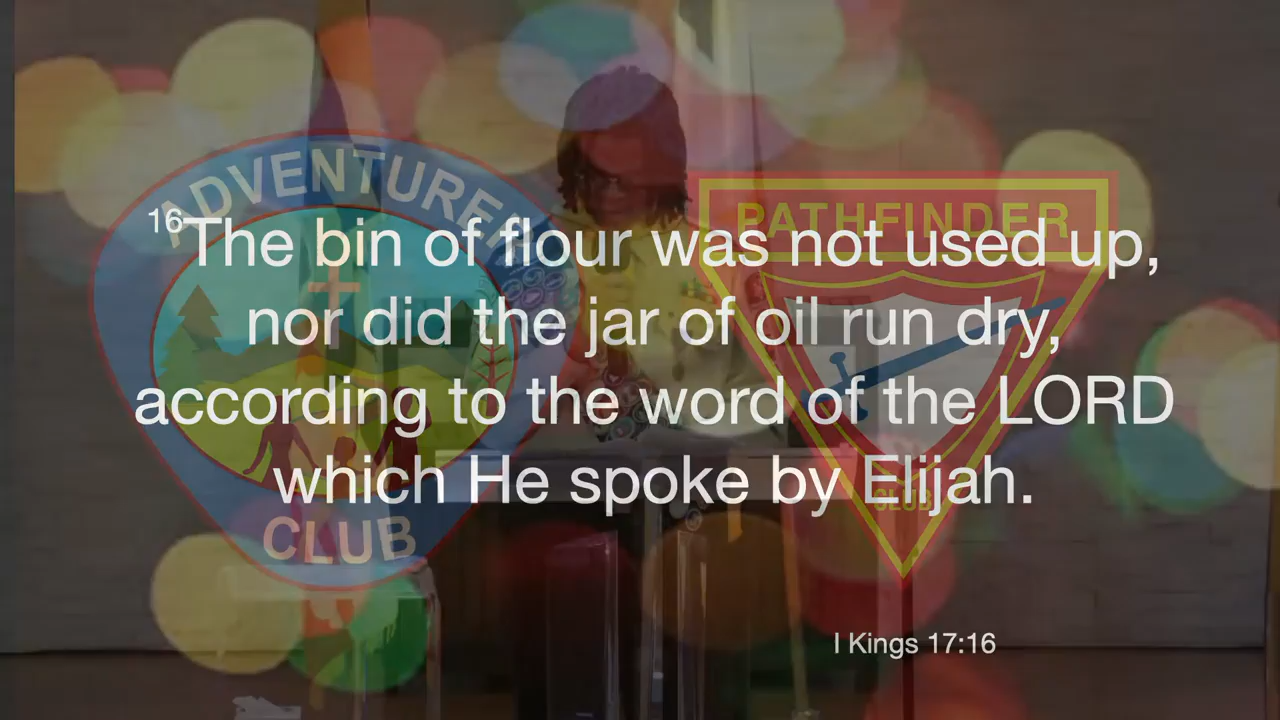 ADVENTURER
PATHFINDER
16The bin of flour was not used up,
nor did the jar of oil run dry,
according to the word of the LORD
which He spoke by Elijah.
CLUB
CLUB
I Kings 17:16